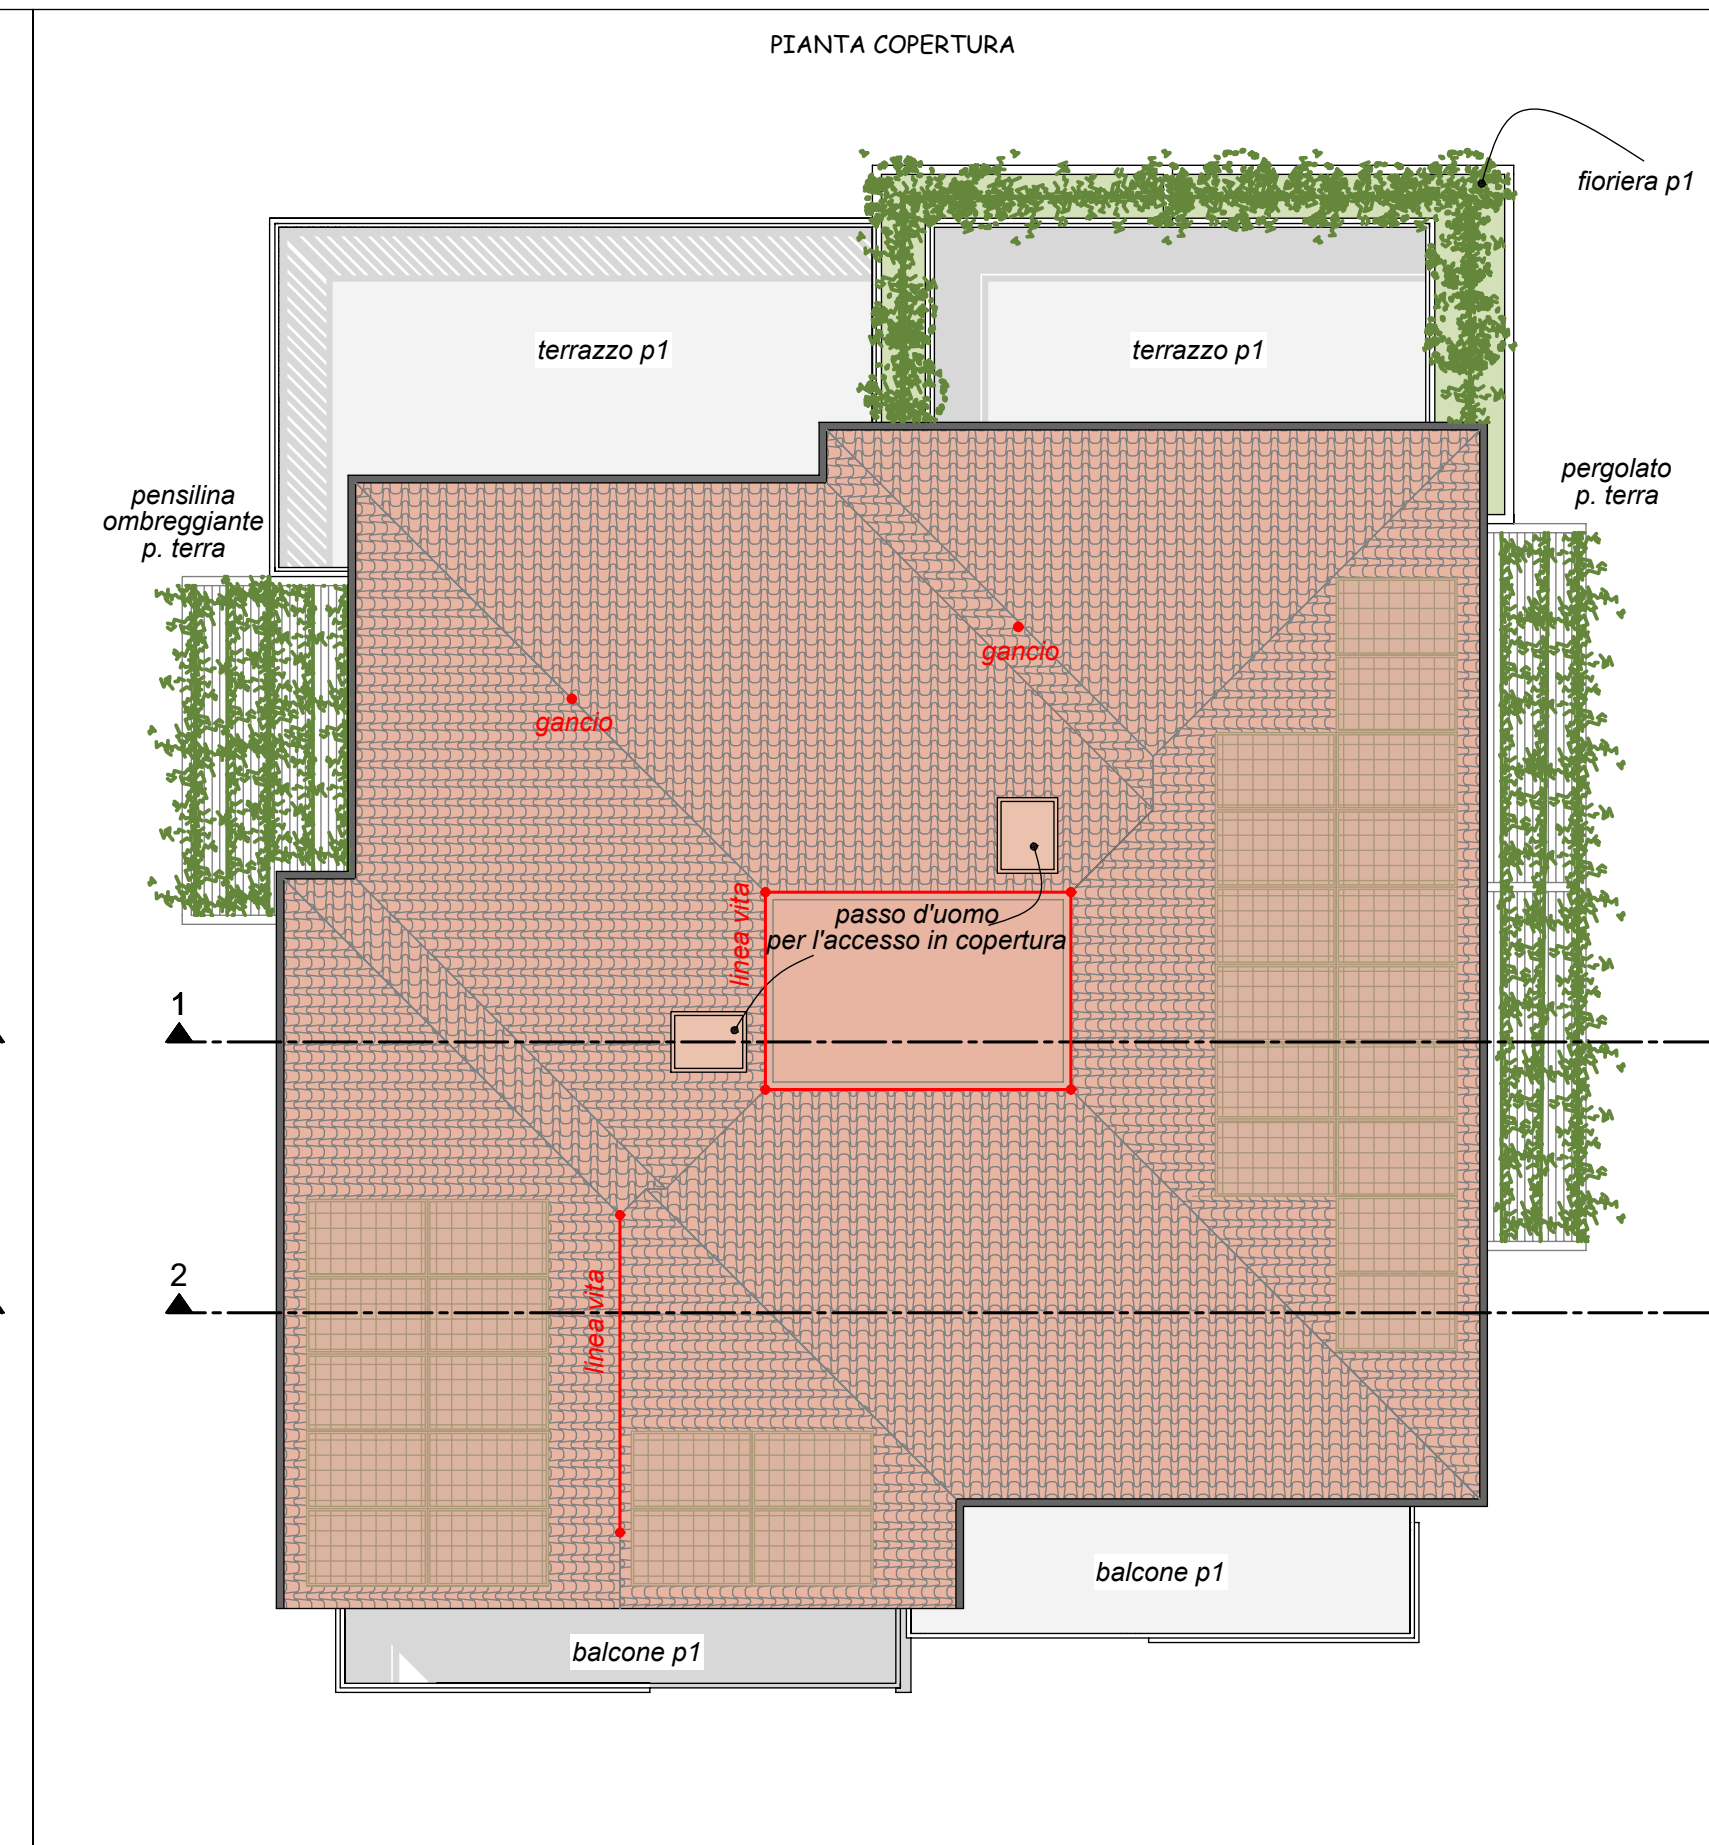 PIANTA COPERTURA
fioriera p1
terrazzo p1
terrazzo p1
pergolato
p. terra
pensilina
ombreggiante
p. terra
gancio
gancio
linea vita
passo d'uomo
per l'accesso in copertura
1
2
linea vita
balcone p1
balcone p1